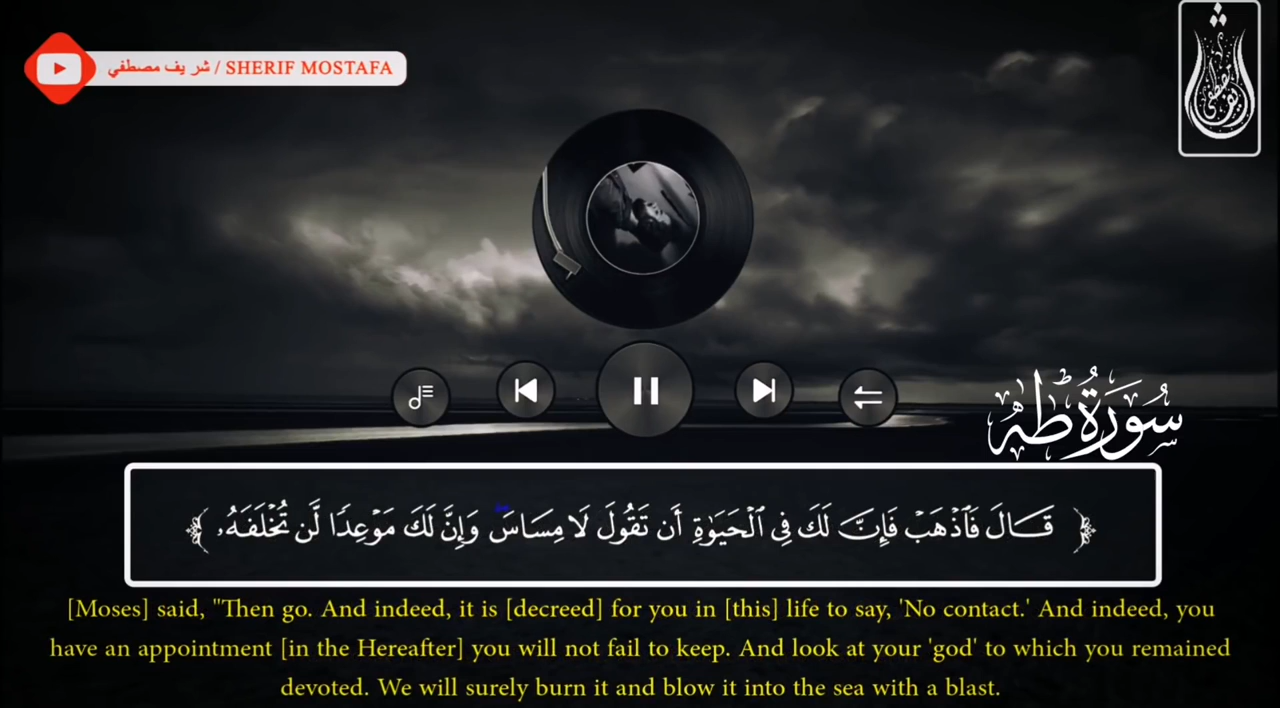 شريف مصطفي / SHERIF MOSTAFA
سُورَةُ طه
﴿ قَالَ فَٱذْهَبْ فَإِنَّ لَكَ فِى ٱلْحَيَوٰةِ أَن تَقُولَ لَا مِسَاسَ ۖ وَإِنَّ لَكَ مَوْعِدًا لَّن تُخْلَفَهُۥ ﴾
[Moses] said, "Then go. And indeed, it is [decreed] for you in [this] life to say, 'No contact.' And indeed, you
have an appointment [in the Hereafter] you will not fail to keep. And look at your 'god' to which you remained
devoted. We will surely burn it and blow it into the sea with a blast.